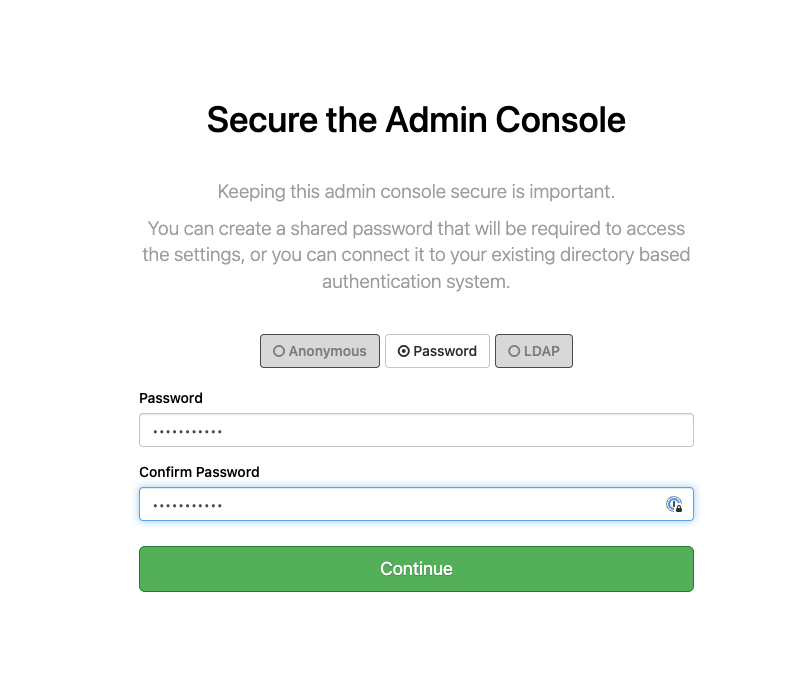 Secure the Admin Console
Keeping this admin console secure is important.
You can create a shared password that will be required to access
the settings, or you can connect it to your existing directory based
authentication system.
Anonymous Password LDAP
Password
•••••••••••
Confirm Password
•••••••••••
Continue